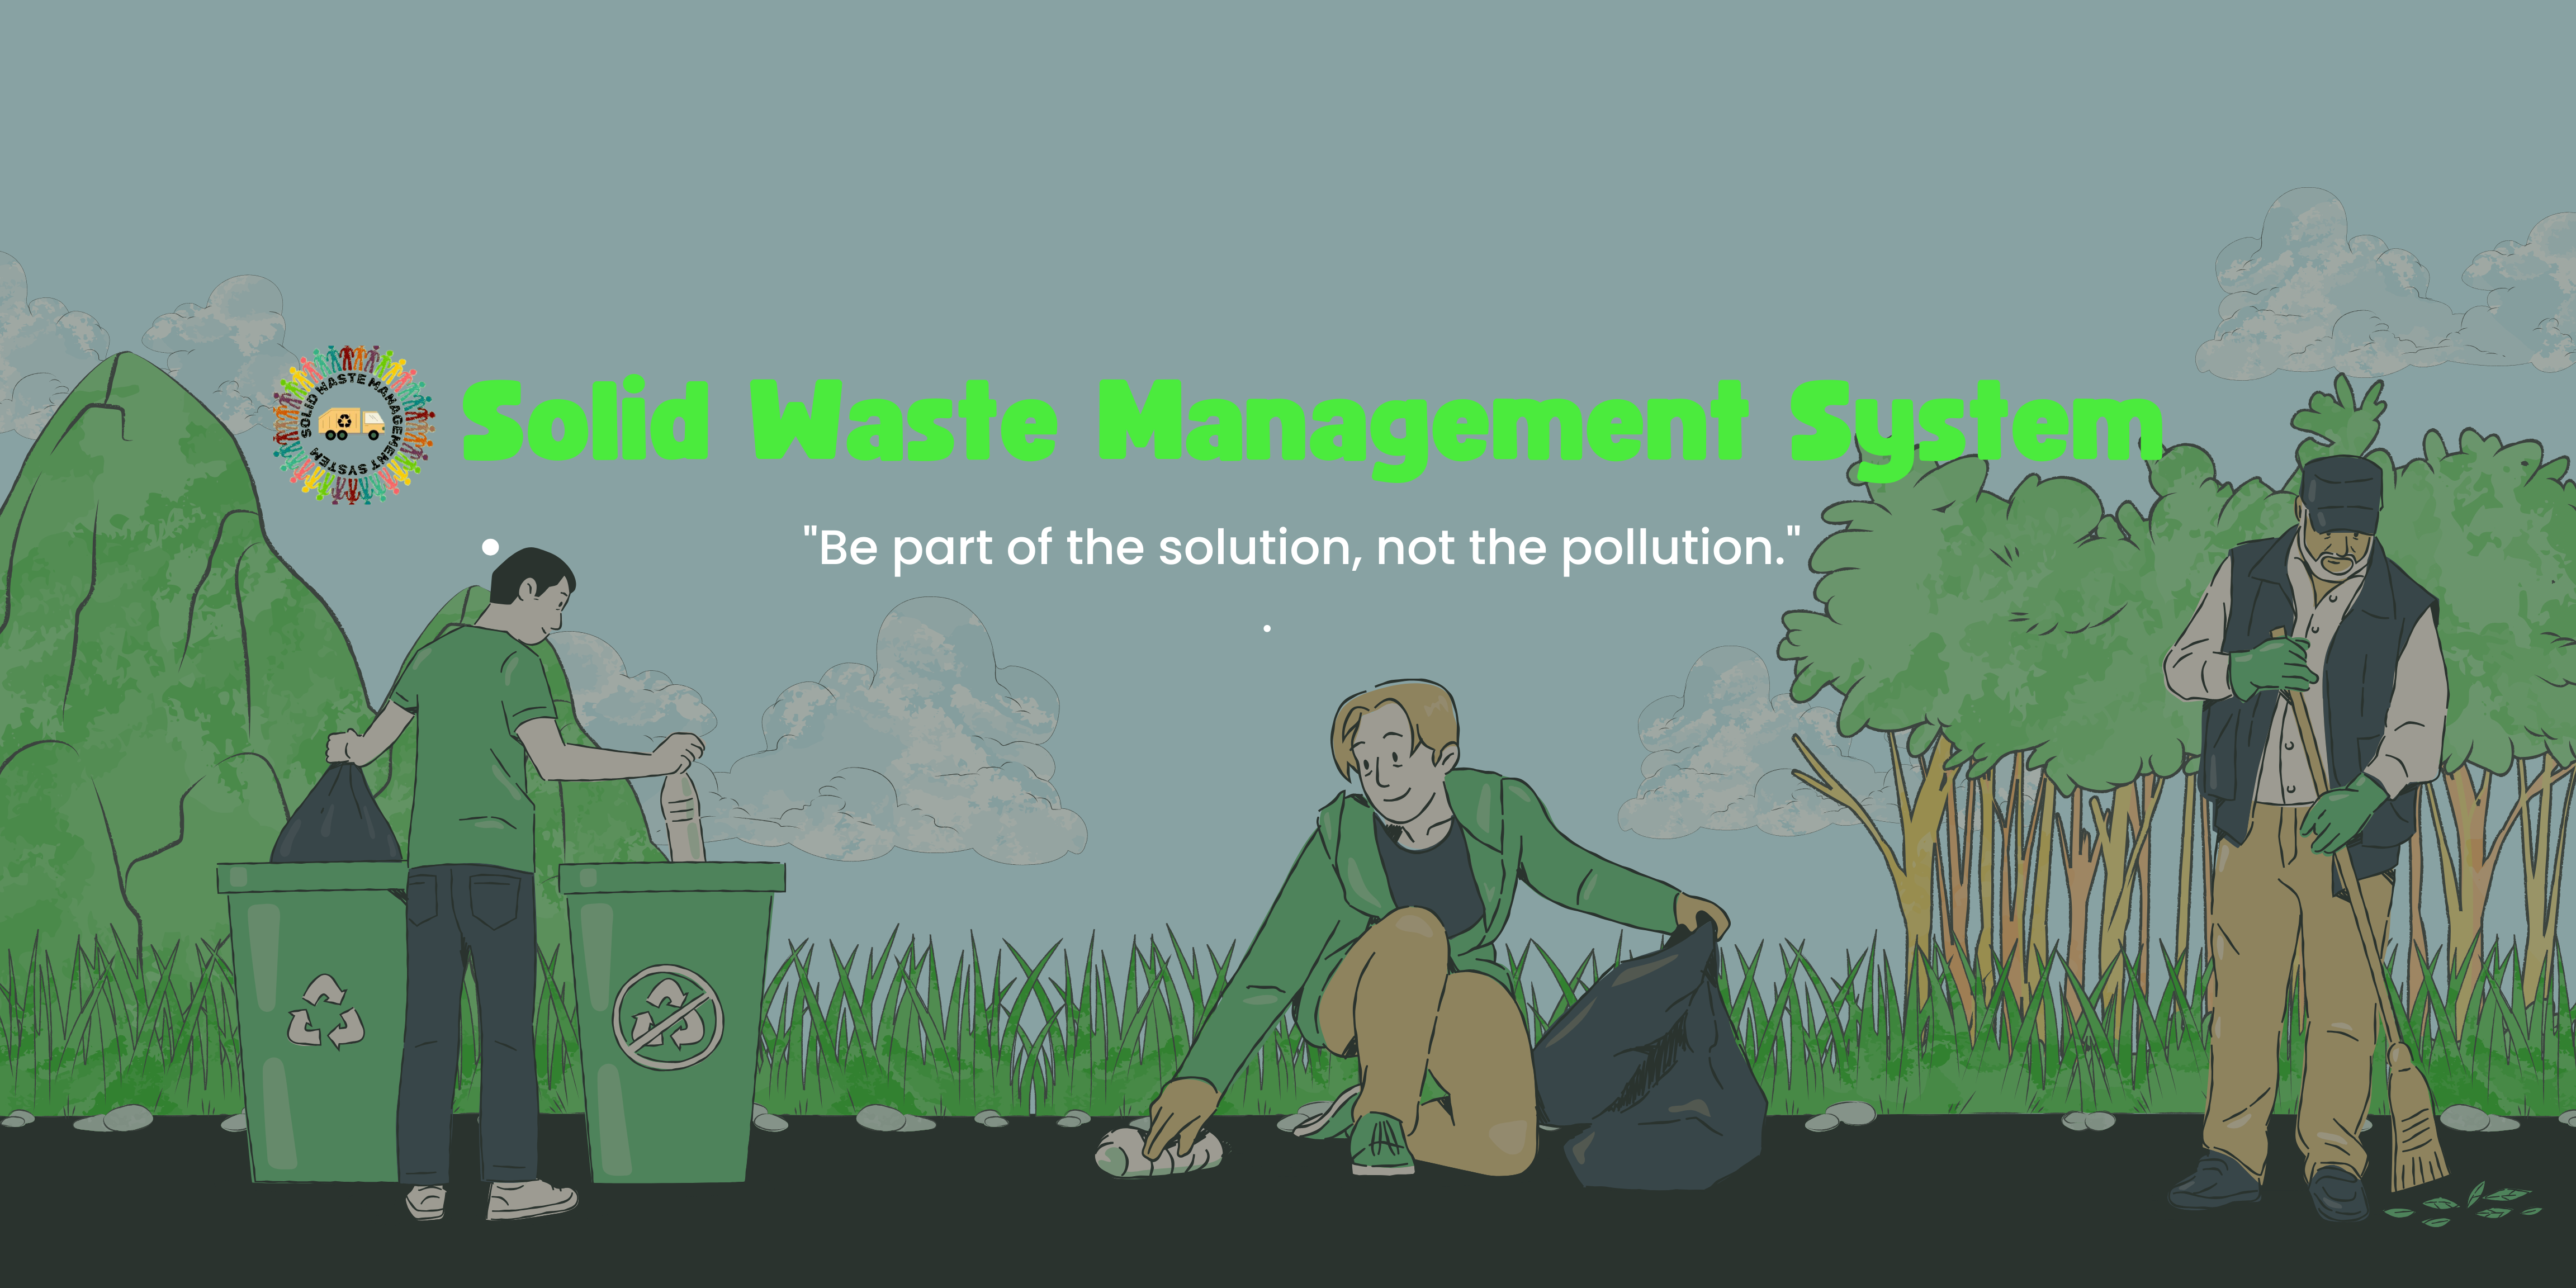 SOLID WASTE MANAGEMENT SYSTEM
Solid Waste Management System
"Be part of the solution, not the pollution."